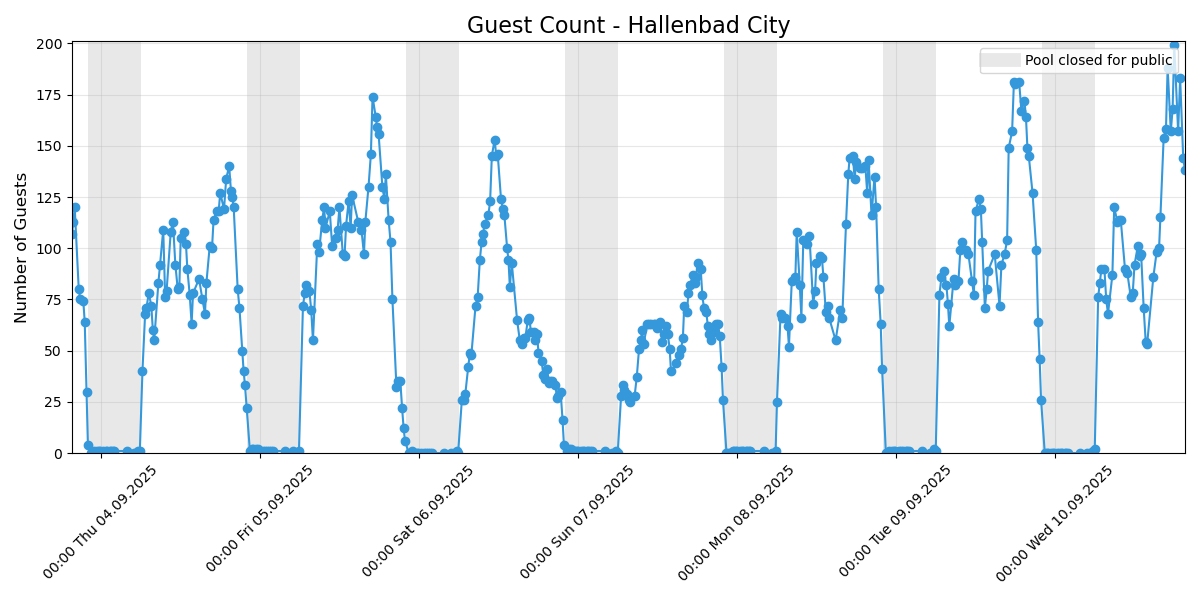 Guest Count - Hallenbad City
Pool closed for public
Number of Guests
200
175
150
125
100
75
50
25
0
00:00 Thu 04.09.2025
00:00 Fri 05.09.2025
00:00 Sat 06.09.2025
00:00 Sun 07.09.2025
00:00 Mon 08.09.2025
00:00 Tue 09.09.2025
00:00 Wed 10.09.2025